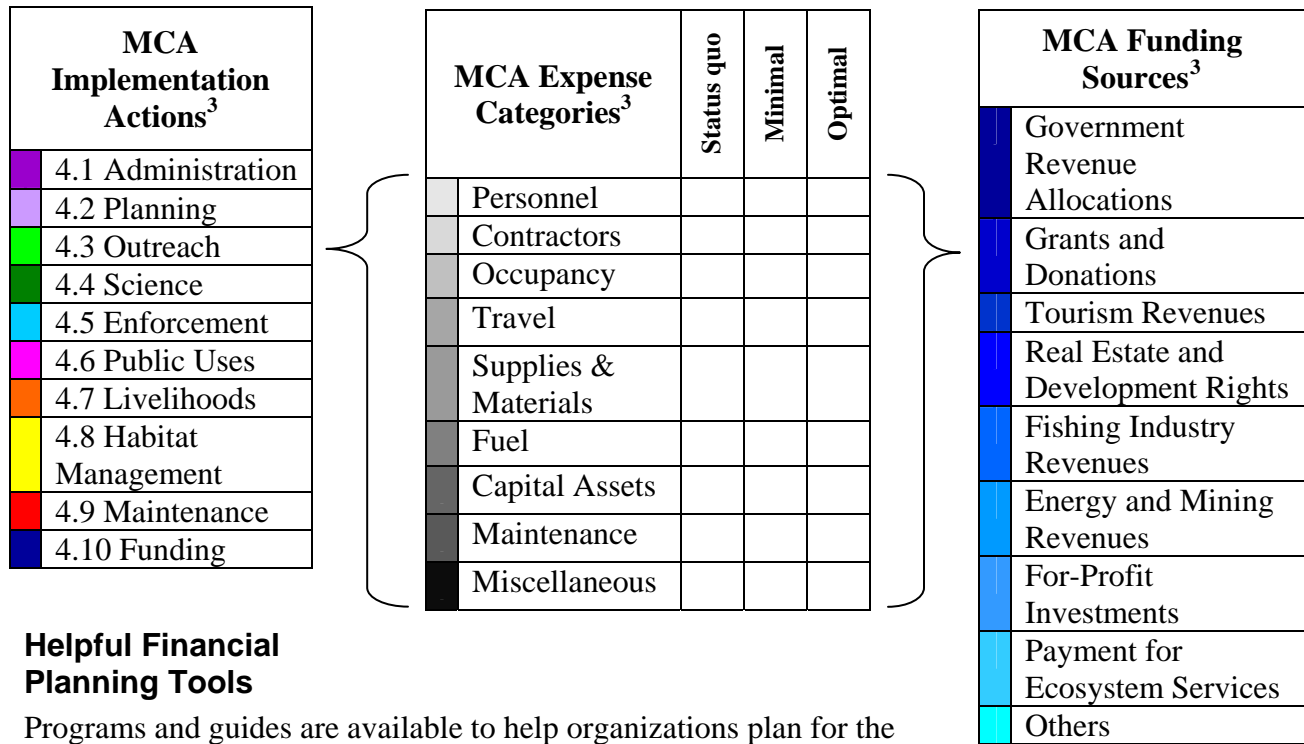 MCA
Implementation
Actions3
4.1 Administration
4.2 Planning
4.3 Outreach
4.4 Science
4.5 Enforcement
4.6 Public Uses
4.7 Livelihoods
4.8 Habitat
Management
4.9 Maintenance
4.10 Funding
MCA Expense
Categories3
Status quo
Minimal
Optimal
Personnel
Contractors
Occupancy
Travel
Supplies &
Materials
Fuel
Capital Assets
Maintenance
Miscellaneous
MCA Funding
Sources3
Government
Revenue
Allocations
Grants and
Donations
Tourism Revenues
Real Estate and
Development Rights
Fishing Industry
Revenues
Energy and Mining
Revenues
For-Profit
Investments
Payment for
Ecosystem Services
Others
Helpful Financial
Planning Tools
Programs and guides are available to help organizations plan for the